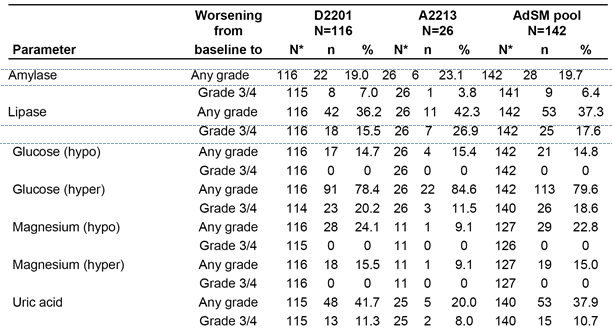 Worsening D2201 A2213 AdSM pool
from N=116 N=26 N=142
Parameter baseline to N* n % N* n % N* n %
Amylase Any grade 116 22 19.0 26 6 23.1 142 28 19.7
Grade 3/4 115 8 7.0 26 1 3.8 141 9 6.4
Lipase Any grade 116 42 36.2 26 11 42.3 142 53 37.3
Grade 3/4 116 18 15.5 26 7 26.9 142 25 17.6
Glucose (hypo) Any grade 116 17 14.7 26 4 15.4 142 21 14.8
Grade 3/4 116 0 0 26 0 0 142 0 0
Glucose (hyper) Any grade 116 91 78.4 26 22 84.6 142 113 79.6
Grade 3/4 114 23 20.2 26 3 11.5 140 26 18.6
Magnesium (hypo) Any grade 116 28 24.1 11 1 9.1 127 29 22.8
Grade 3/4 115 0 0 11 0 0 126 0 0
Magnesium (hyper) Any grade 116 18 15.5 11 1 9.1 127 19 15.0
Grade 3/4 116 0 0 11 0 0 127 0 0
Uric acid Any grade 115 48 41.7 25 5 20.0 140 53 37.9
Grade 3/4 115 13 11.3 25 2 8.0 140 15 10.7